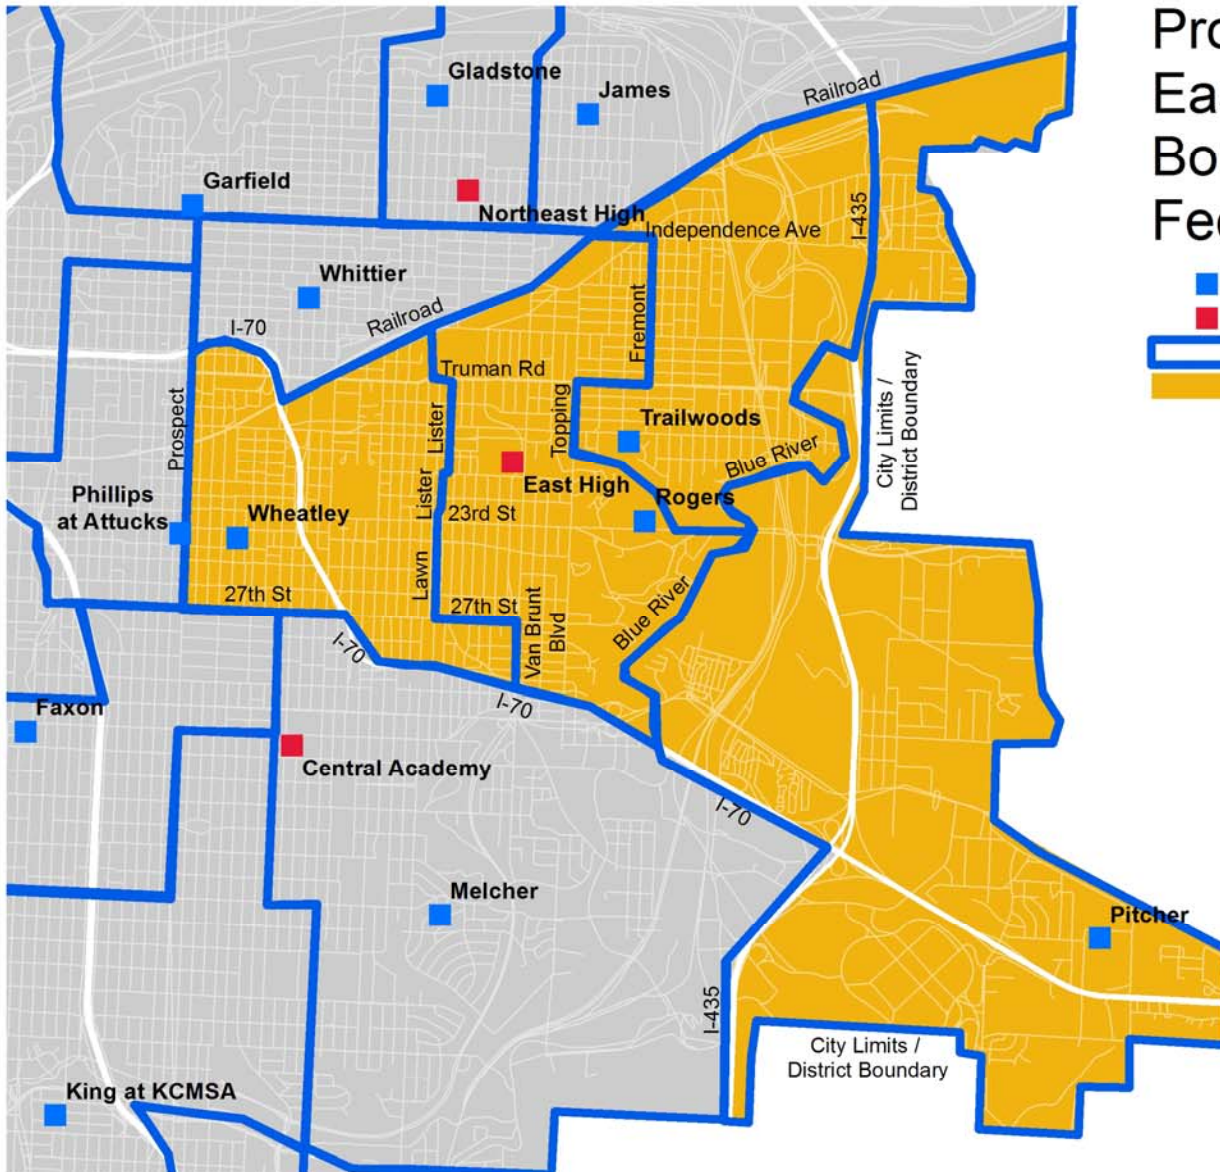 Pro
Ea
Bo
Fee
Gladstone
James
Railroad
Garfield
Northeast High
Independence Ave
I-435
Whittier
Railroad
I-70
Fremont
Truman Rd
Prospect
Lister
Topping
Trailwoods
City Limits /
District Boundary
Blue River
Phillips
at Attucks
Wheatley
Lister
East High
Rogers
23rd St
27th St
Lawn
27th St
Van Brunt
Blvd
Blue River
I-70
I-70
Faxon
Central Academy
I-70
Melcher
Pitcher
I-435
City Limits /
District Boundary
King at KCMSA